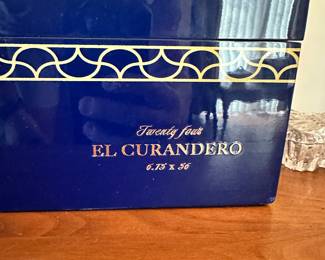 Twenty four
EL CURANDERO
6.75 x 56